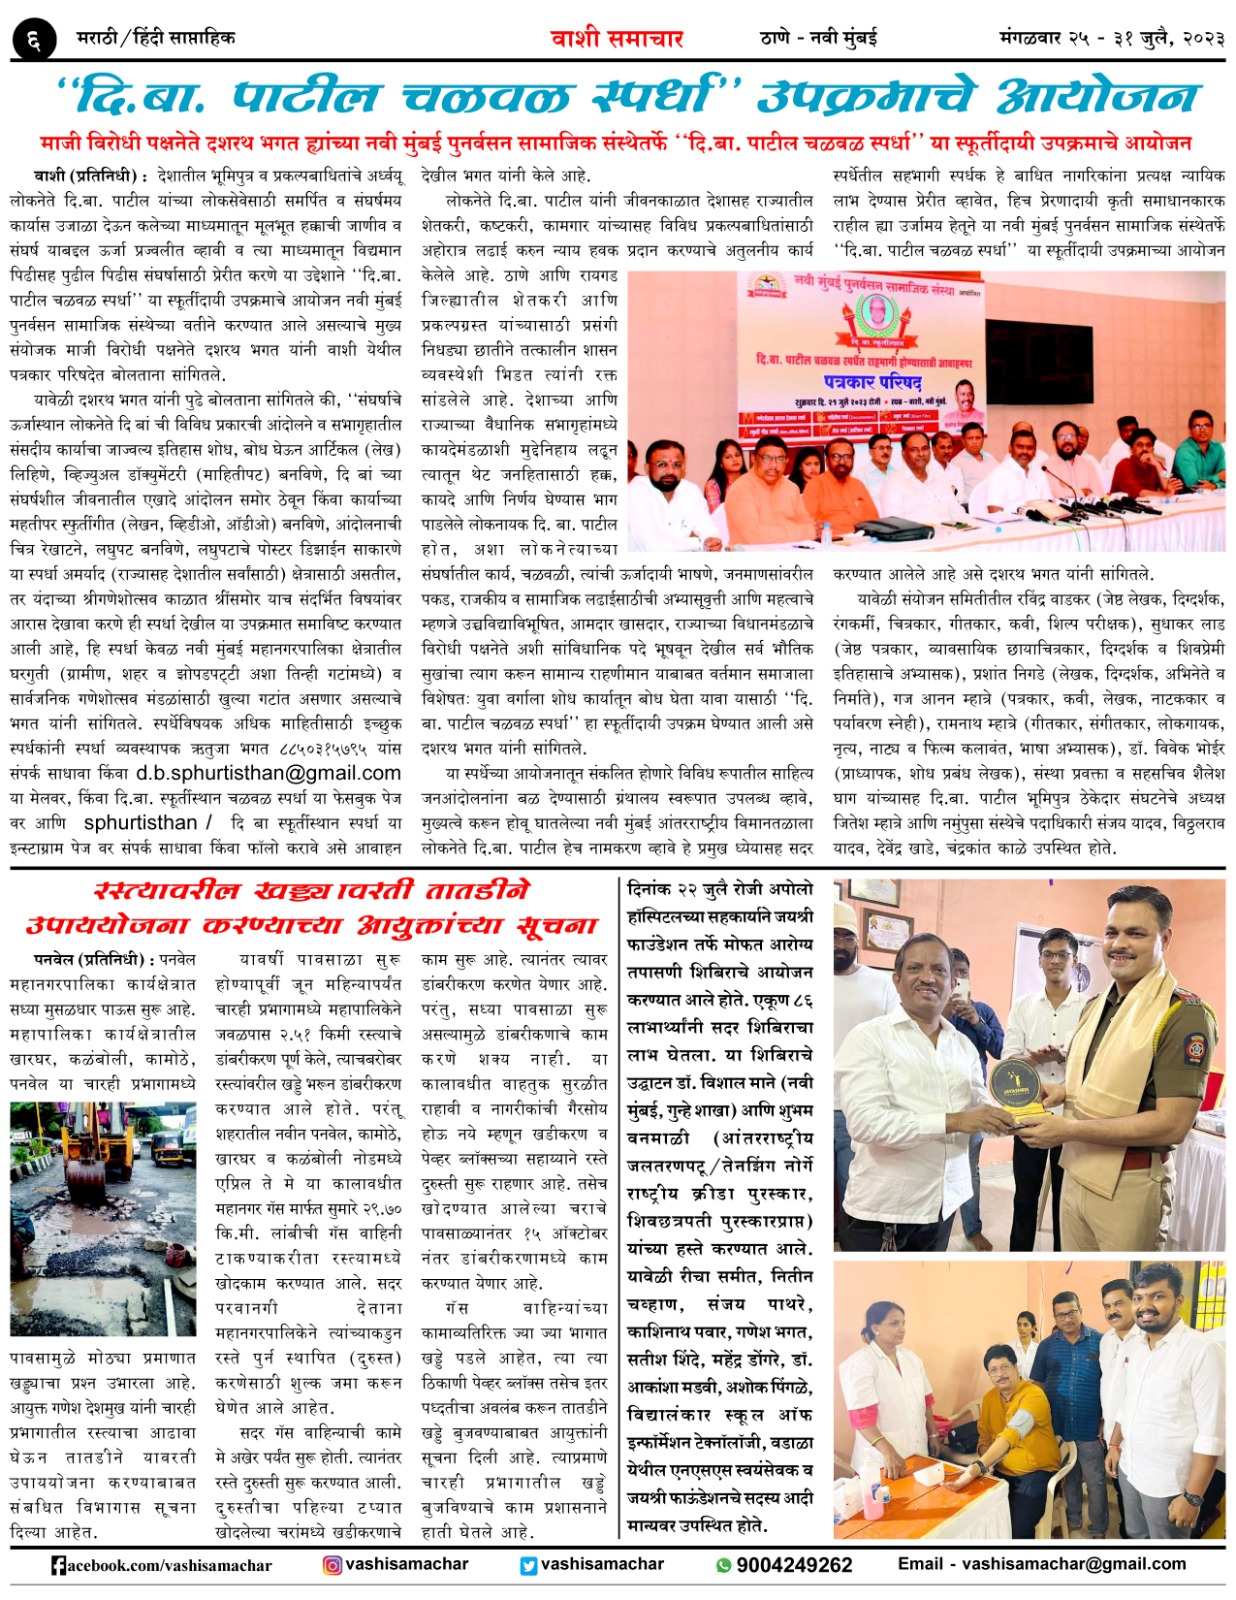 ६
मराठी/हिंदी साप्ताहिक
वाशी समाचार
ठाणे - नवी मुंबई
मंगळवार २५ - ३१ जुलै, २०२३
“दि.बा. पाटील चळवळ स्पर्धा” उपक्रमाचे आयोजन
माजी विरोधी पक्षनेते दशरथ भगत ह्यांच्या नवी मुंबई पुनर्वसन सामाजिक संस्थेतर्फे “दि.बा. पाटील चळवळ स्पर्धा” या स्फूर्तीदायी उपक्रमाचे आयोजन
वाशी (प्रतिनिधी) : देशातील भूमिपुत्र व प्रकल्पबाधितांचे अर्ध्वयू
लोकनेते दि.बा. पाटील यांच्या लोकसेवेसाठी समर्पित व संघर्षमय
कार्यास उजाळा देऊन कलेच्या माध्यमातून मूलभूत हक्काची जाणीव व
संघर्ष याबद्दल ऊर्जा प्रज्वलीत व्हावी व त्या माध्यमातून विद्यमान
पिढीसह पुढील पिढीस संघर्षासाठी प्रेरीत करणे या उद्देशाने “दि.बा.
पाटील चळवळ स्पर्धा” या स्फूर्तीदायी उपक्रमाचे आयोजन नवी मुंबई
पुनर्वसन सामाजिक संस्थेच्या वतीने करण्यात आले असल्याचे मुख्य
संयोजक माजी विरोधी पक्षनेते दशरथ भगत यांनी वाशी येथील
पत्रकार परिषदेत बोलताना सांगितले.
यावेळी दशरथ भगत यांनी पुढे बोलताना सांगितले की, “संघर्षाचे
ऊर्जास्थान लोकनेते दि बां ची विविध प्रकारची आंदोलने व सभागृहातील
संसदीय कार्याचा जाज्वल्य इतिहास शोध, बोध घेऊन आर्टिकल (लेख)
लिहिणे, व्हिज्युअल डॉक्युमेंटरी (माहितीपट) बनविणे, दि बां च्या
संघर्षशील जीवनातील एखादे आंदोलन समोर ठेवून किंवा कार्याच्या
महतीपर स्फुर्तीगीत (लेखन, व्हिडीओ, ऑडीओ) बनविणे, आंदोलनाची
चित्र रेखाटने, लघुपट बनविणे, लघुपटाचे पोस्टर डिझाईन साकारणे
या स्पर्धा अमर्याद (राज्यासह देशातील सर्वांसाठी) क्षेत्रासाठी असतील,
तर यंदाच्या श्रीगणेशोत्सव काळात श्रींसमोर याच संदर्भित विषयांवर
आरास देखावा करणे ही स्पर्धा देखील या उपक्रमात समाविष्ट करण्यात
आली आहे, हि स्पर्धा केवळ नवी मुंबई महानगरपालिका क्षेत्रातील
घरगुती (ग्रामीण, शहर व झोपडपट्टी अशा तिन्ही गटांमध्ये) व
सार्वजनिक गणेशोत्सव मंडळांसाठी खुल्या गटांत असणार असल्याचे
भगत यांनी सांगितले. स्पर्धेविषयक अधिक माहितीसाठी इच्छुक
स्पर्धकांनी स्पर्धा व्यवस्थापक ऋतुजा भगत ८८५०३१५७९५ यांस
संपर्क साधावा किंवा d.b.sphurtisthan@gmail.com
या मेलवर, किंवा दि.बा. स्फूर्तीस्थान चळवळ स्पर्धा या फेसबुक पेज
वर आणि sphurtisthan / दि बा स्फूर्तीस्थान स्पर्धा या
इन्स्टाग्राम पेज वर संपर्क साधावा किंवा फॉलो करावे असे आवाहन
देखील भगत यांनी केले आहे.
लोकनेते दि.बा. पाटील यांनी जीवनकाळात देशासह राज्यातील
शेतकरी, कष्टकरी, कामगार यांच्यासह विविध प्रकल्पबाधितांसाठी
अहोरात्र लढाई करुन न्याय हवक प्रदान करण्याचे अतुलनीय कार्य
केलेले आहे. ठाणे आणि रायगड
जिल्ह्यातील शेतकरी आणि
प्रकल्पग्रस्त यांच्यासाठी प्रसंगी
निधड्या छातीने तत्कालीन शासन
व्यवस्थेशी भिडत त्यांनी रक्त
सांडलेले आहे. देशाच्या आणि
राज्याच्या वैधानिक सभागृहांमध्ये
कायदेमंडळाशी मुद्देनिहाय लढून
त्यातून थेट जनहितासाठी हक्क,
कायदे आणि निर्णय घेण्यास भाग
पाडलेले लोकनायक दि. बा. पाटील
होत, अशा लोकनेत्याच्या
संघर्षातील कार्य, चळवळी, त्यांची ऊर्जादायी भाषणे, जनमाणसांवरील
पकड, राजकीय व सामाजिक लढाईसाठीची अभ्यासूवृत्ती आणि महत्वाचे
म्हणजे उच्चविद्याविभूषित, आमदार खासदार, राज्याच्या विधानमंडळाचे
विरोधी पक्षनेते अशी सांविधानिक पदे भूषवून देखील सर्व भौतिक
सुखांचा त्याग करून सामान्य राहणीमान याबाबत वर्तमान समाजाला
विशेषतः युवा वर्गाला शोध कार्यातून बोध घेता यावा यासाठी “दि.
बा. पाटील चळवळ स्पर्धा” हा स्फूर्तीदायी उपक्रम घेण्यात आली असे
दशरथ भगत यांनी सांगितले.
या स्पर्धेच्या आयोजनातून संकलित होणारे विविध रूपातील साहित्य
जनआंदोलनांना बळ देण्यासाठी ग्रंथालय स्वरूपात उपलब्ध व्हावे,
मुख्यत्वे करून होवू घातलेल्या नवी मुंबई आंतरराष्ट्रीय विमानतळाला
लोकनेते दि.बा. पाटील हेच नामकरण व्हावे हे प्रमुख ध्येयासह सदर
स्पर्धेतील सहभागी स्पर्धक हे बाधित नागरिकांना प्रत्यक्ष न्यायिक
लाभ देण्यास प्रेरीत व्हावेत, हिच प्रेरणादायी कृती समाधानकारक
राहील ह्या उर्जामय हेतूने या नवी मुंबई पुनर्वसन सामाजिक संस्थेतर्फे
“दि.बा. पाटील चळवळ स्पर्धा” या स्फूर्तीदायी उपक्रमाच्या आयोजन
नवी मुंबई पुनर्वसन सामाजिक संस्था आयोजित
दि. बा. स्फूर्तीस्थान
दि.बा. पाटील चळवळ स्पर्धेत सहभागी होण्यासाठी आवाहनपर
पत्रकार परिषद
शुक्रवार दि. २१ जुलै २०२३ रोजी स्थळ - वाशी, नवी मुंबई.
करण्यात आलेले आहे असे दशरथ भगत यांनी सांगितले.
यावेळी संयोजन समितीतील रविंद्र वाडकर (जेष्ठ लेखक, दिग्दर्शक,
रंगकर्मी, चित्रकार, गीतकार, कवी, शिल्प परीक्षक), सुधाकर लाड
(जेष्ठ पत्रकार, व्यावसायिक छायाचित्रकार, दिग्दर्शक व शिवप्रेमी
इतिहासाचे अभ्यासक), प्रशांत निगडे (लेखक, दिग्दर्शक, अभिनेते व
निर्माते), गज आनन म्हात्रे (पत्रकार, कवी, लेखक, नाटककार व
पर्यावरण स्नेही), रामनाथ म्हात्रे (गीतकार, संगीतकार, लोकगायक,
नृत्य, नाट्य व फिल्म कलावंत, भाषा अभ्यासक), डॉ. विवेक भोईर
(प्राध्यापक, शोध प्रबंध लेखक), संस्था प्रवक्ता व सहसचिव शैलेश
घाग यांच्यासह दि.बा. पाटील भूमिपुत्र ठेकेदार संघटनेचे अध्यक्ष
जितेश म्हात्रे आणि नमुंपुसा संस्थेचे पदाधिकारी संजय यादव, विठ्ठलराव
यादव, देवेंद्र खाडे, चंद्रकांत काळे उपस्थित होते.
रस्त्यावरील खड्ड्यावरती तातडीने
उपाययोजना करण्याच्या आयुक्तांच्या सूचना
पनवेल (प्रतिनिधी) : पनवेल
महानगरपालिका कार्यक्षेत्रात
सध्या मुसळधार पाऊस सुरू आहे.
महापालिका कार्यक्षेत्रातील
खारघर, कळंबोली, कामोठे,
पनवेल या चारही प्रभागामध्ये
पावसामुळे मोठ्या प्रमाणात
खड्ड्याचा प्रश्न उभारला आहे.
आयुक्त गणेश देशमुख यांनी चारही
प्रभागातील रस्त्याचा आढावा
घेऊन तातडीने यावरती
उपाययोजना करण्याबाबत
संबधित विभागास सूचना
दिल्या आहेत.
यावर्षी पावसाळा सुरू
होण्यापूर्वी जून महिन्यापर्यंत
चारही प्रभागामध्ये महापालिकेने
जवळपास २.५१ किमी रस्त्याचे
डांबरीकरण पूर्ण केले, त्याचबरोबर
रस्त्यांवरील खड्डे भरून डांबरीकरण
करण्यात आले होते. परंतू
शहरातील नवीन पनवेल, कामोठे,
खारघर व कळंबोली नोडमध्ये
एप्रिल ते मे या कालावधीत
महानगर गॅस मार्फत सुमारे २९.७०
कि.मी. लांबीची गॅस वाहिनी
टाकण्याकरीता रस्त्यामध्ये
खोदकाम करण्यात आले. सदर
परवानगी देताना
महानगरपालिकेने त्यांच्याकडुन
रस्ते पुर्न स्थापित (दुरुस्त)
करणेसाठी शुल्क जमा करून
घेणेत आले आहेत.
सदर गॅस वाहिन्याची कामे
मे अखेर पर्यंत सुरू होती. त्यानंतर
रस्ते दुरुस्ती सुरू करण्यात आली.
दुरुस्तीचा पहिल्या टप्यात
खोदलेल्या चरांमध्ये खडीकरणाचे
काम सुरू आहे. त्यानंतर त्यावर
डांबरीकरण करणेत येणार आहे.
परंतु, सध्या पावसाळा सुरू
असल्यामुळे डांबरीकणाचे काम
करणे शक्य नाही. या
कालावधीत वाहतुक सुरळीत
राहावी व नागरीकांची गैरसोय
होऊ नये म्हणून खडीकरण व
पेव्हर ब्लॉक्सच्या सहाय्याने रस्ते
दुरुस्ती सुरू राहणार आहे. तसेच
खोदण्यात आलेल्या चराचे
पावसाळ्यानंतर १५ ऑक्टोबर
नंतर डांबरीकरणामध्ये काम
करण्यात येणार आहे.
गॅस वाहिन्यांच्या
कामाव्यतिरिक्त ज्या ज्या भागात
खड्डे पडले आहेत, त्या त्या
ठिकाणी पेव्हर ब्लॉक्स तसेच इतर
पध्दतीचा अवलंब करून तातडीने
खड्डे बुजवण्याबाबत आयुक्तांनी
सूचना दिली आहे. त्याप्रमाणे
चारही प्रभागातील खड्डे
बुजविण्याचे काम प्रशासनाने
हाती घेतले आहे.
दिनांक २२ जुलै रोजी अपोलो
हॉस्पिटलच्या सहकार्याने जयश्री
फाउंडेशन तर्फे मोफत आरोग्य
तपासणी शिबिराचे आयोजन
करण्यात आले होते. एकूण ८६
लाभार्थ्यांनी सदर शिबिराचा
लाभ घेतला. या शिबिराचे
उद्घाटन डॉ. विशाल माने (नवी
मुंबई, गुन्हे शाखा) आणि शुभम
वनमाळी (आंतरराष्ट्रीय
जलतरणपटू/तेनझिंग नोर्गे
राष्ट्रीय क्रीडा पुरस्कार,
शिवछत्रपती पुरस्कारप्राप्त)
यांच्या हस्ते करण्यात आले.
यावेळी रीचा समीत, नितीन
चव्हाण, संजय पाथरे,
काशिनाथ पवार, गणेश भगत,
सतीश शिंदे, महेंद्र डोंगरे, डॉ.
आकांशा मडवी, अशोक पिंगळे,
विद्यालंकार स्कूल ऑफ
इन्फॉर्मेशन टेक्नॉलॉजी, वडाळा
येथील एनएसएस स्वयंसेवक व
जयश्री फाऊंडेशनचे सदस्य आदी
मान्यवर उपस्थित होते.
JAYASHREE
facebook.com/vashisamachar
vashisamachar
vashisamachar
9004249262
Email - vashisamachar@gmail.com